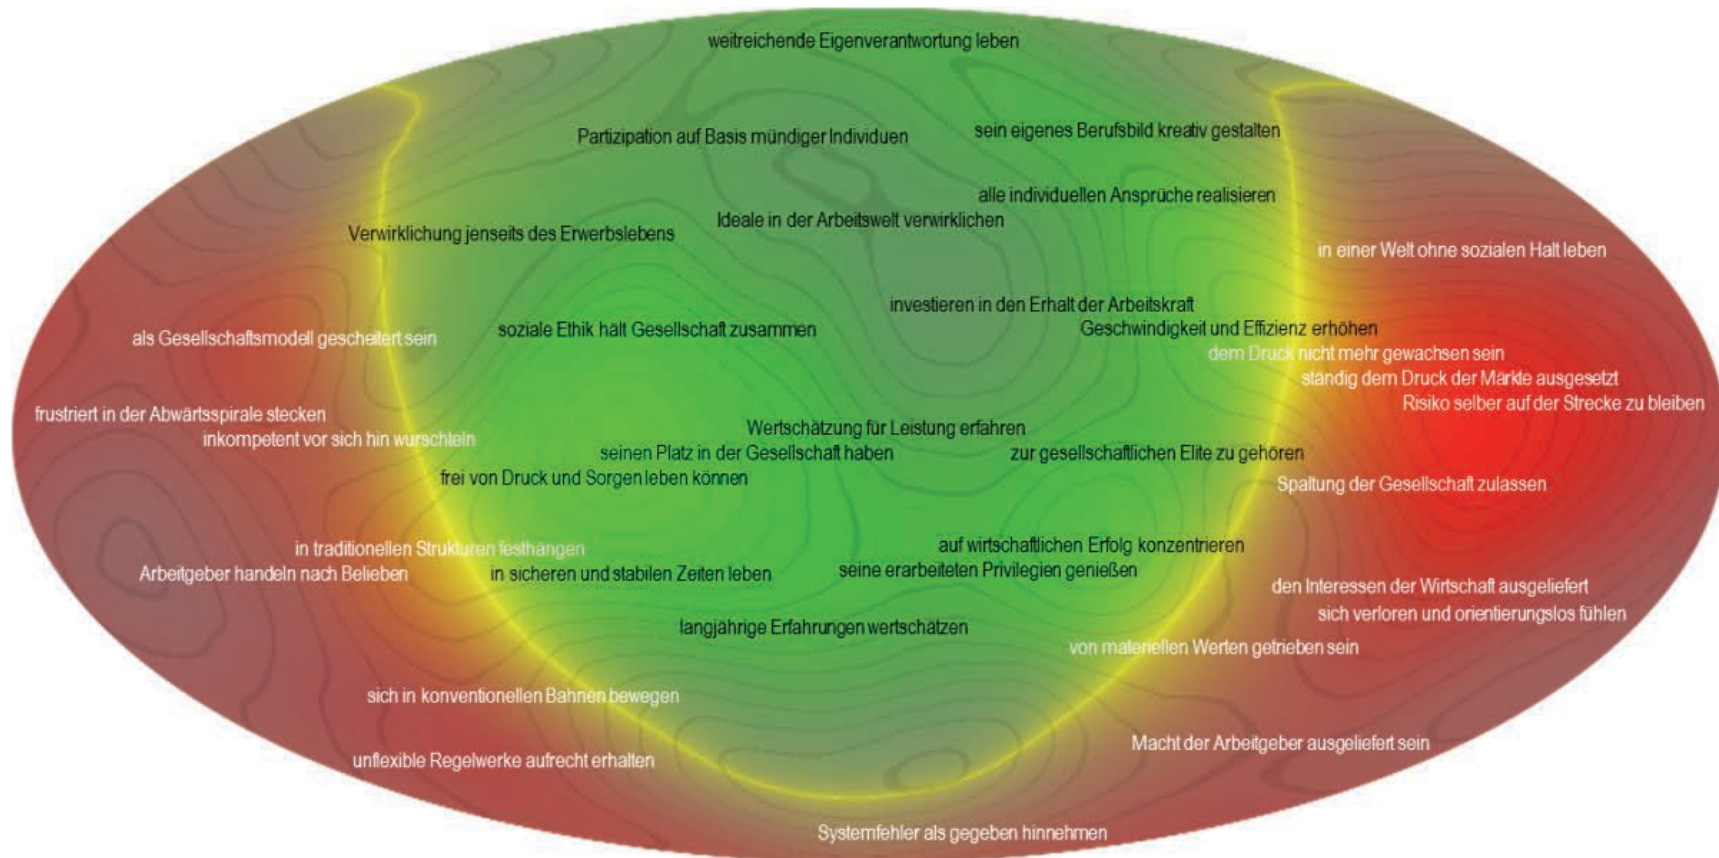 weitreichende Eigenverantwortung leben
Partizipation auf Basis mündiger Individuen
sein eigenes Berufsbild kreativ gestalten
alle individuellen Ansprüche realisieren
Ideale in der Arbeitswelt verwirklichen
Verwirklichung jenseits des Erwerbslebens
in einer Welt ohne sozialen Halt leben
investieren in den Erhalt der Arbeitskraft
soziale Ethik hält Gesellschaft zusammen
Geschwindigkeit und Effizienz erhöhen
als Gesellschaftsmodell gescheitert sein
dem Druck nicht mehr gewachsen sein
ständig dem Druck der Märkte ausgesetzt
Risiko selber auf der Strecke zu bleiben
frustriert in der Abwärtsspirale stecken
Wertschätzung für Leistung erfahren
inkompetent vor sich hin wurschteln
seinen Platz in der Gesellschaft haben
zur gesellschaftlichen Elite zu gehören
frei von Druck und Sorgen leben können
Spaltung der Gesellschaft zulassen
in traditionellen Strukturen festhängen
auf wirtschaftlichen Erfolg konzentrieren
Arbeitgeber handeln nach Belieben
in sicheren und stabilen Zeiten leben
seine erarbeiteten Privilegien genießen
den Interessen der Wirtschaft ausgeliefert
sich verloren und orientierungslos fühlen
langjährige Erfahrungen wertschätzen
von materiellen Werten getrieben sein
sich in konventionellen Bahnen bewegen
Macht der Arbeitgeber ausgeliefert sein
unflexible Regelwerke aufrecht erhalten
Systemfehler als gegeben hinnehmen